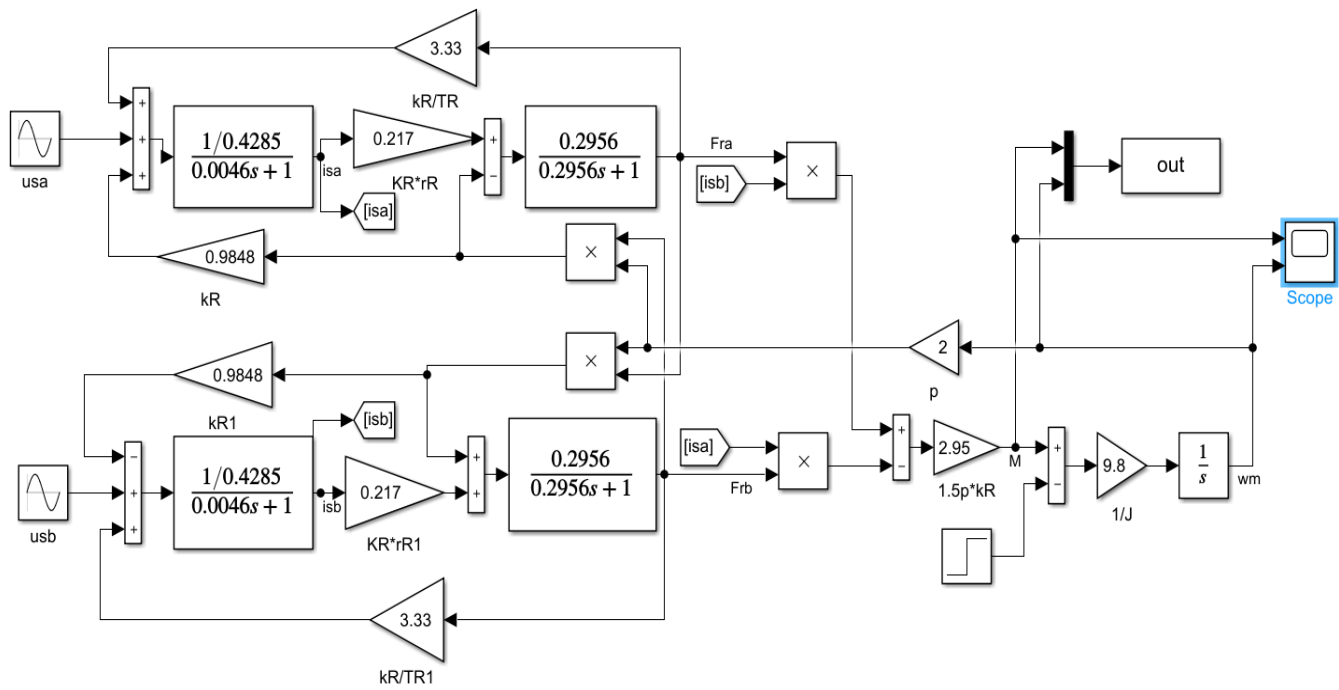 3.33
kR/TR
+
+
+
usa
1/0.4285
0.0046s + 1
isa
0.217
KR*rR
[isa]
+
−
0.2956
0.2956s + 1
Fra
[isb]
×
out
0.9848
kR
×
Scope
2
p
×
0.9848
kR1
[isb]
−
+
+
usb
1/0.4285
0.0046s + 1
isb
0.217
KR*rR1
+
+
0.2956
0.2956s + 1
[isa]
Frb
×
+
−
2.95
1.5p*kR
M
+
−
9.8
1/J
1
s
wm
3.33
kR/TR1